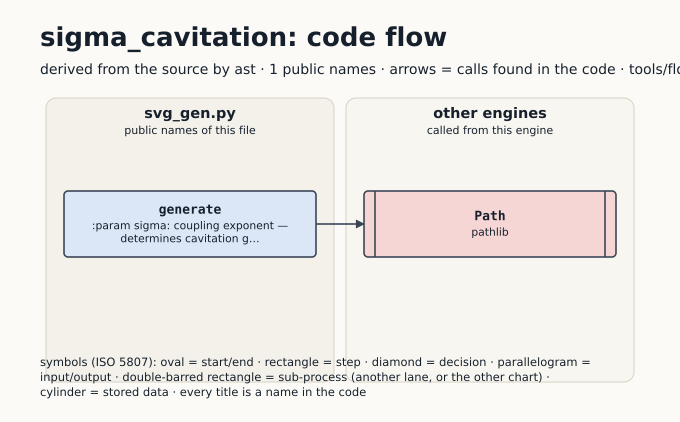 sigma_cavitation: code flow
derived from the source by ast · 1 public names · arrows = calls found in the code ·
svg_gen.py
public names of this file
other engines
called from this engine
generate
:param sigma: coupling exponent —
determines cavitation g…
Path
pathlib
symbols (ISO 5807): oval = start/end · rectangle = step · diamond = decision · parallelogram =
input/output · double-barred rectangle = sub-process (another lane, or the other chart) ·
cylinder = stored data · every title is a name in the code